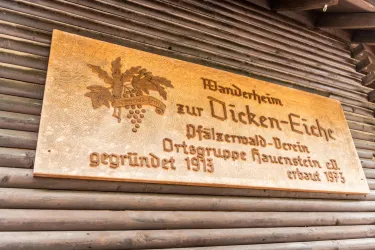 Wanderheim
zur Dicken-Eiche
Pfälzerwald-Verein
Ortsgruppe Hauenstein e.V.
gegründet 1913 erbaut 1973